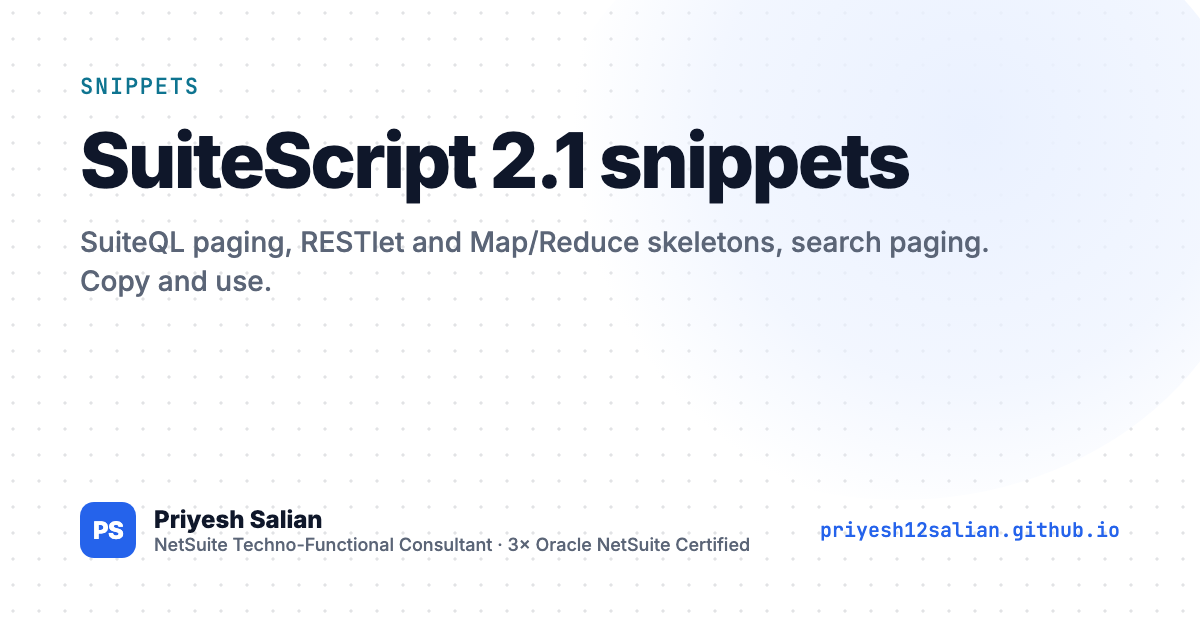 SNIPPETS
SuiteScript 2.1 snippets
SuiteQL paging, RESTlet and Map/Reduce skeletons, search paging.
Copy and use.
PS
Priyesh Salian
NetSuite Techno-Functional Consultant · 3× Oracle NetSuite Certified
priyesh12salian.github.io